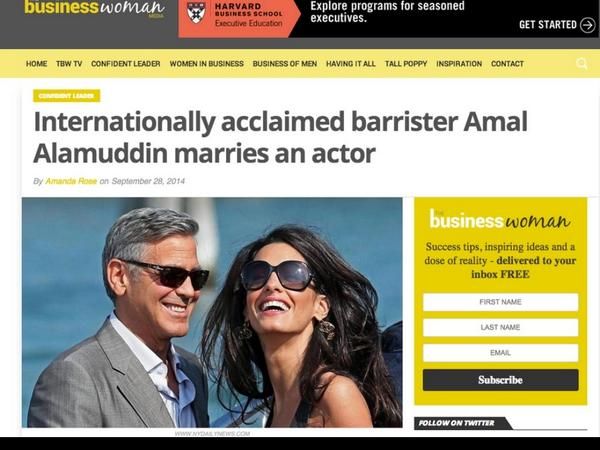 businesswoman
MEDIA
HARVARD
BUSINESS SCHOOL
Executive Education
Explore programs for seasoned
executives.
GET STARTED
HOME TBW TV CONFIDENT LEADER WOMEN IN BUSINESS BUSINESS OF MEN HAVING IT ALL TALL POPPY INSPIRATION CONTACT
CONFIDENT LEADER
Internationally acclaimed barrister Amal
Alamuddin marries an actor
By Amanda Rose on September 28, 2014
WWW.NYDAILYNEWS.COM
THE
businesswoman
Success tips, inspiring ideas and a
dose of reality - delivered to your
inbox FREE
FIRST NAME
LAST NAME
EMAIL
Subscribe
FOLLOW ON TWITTER